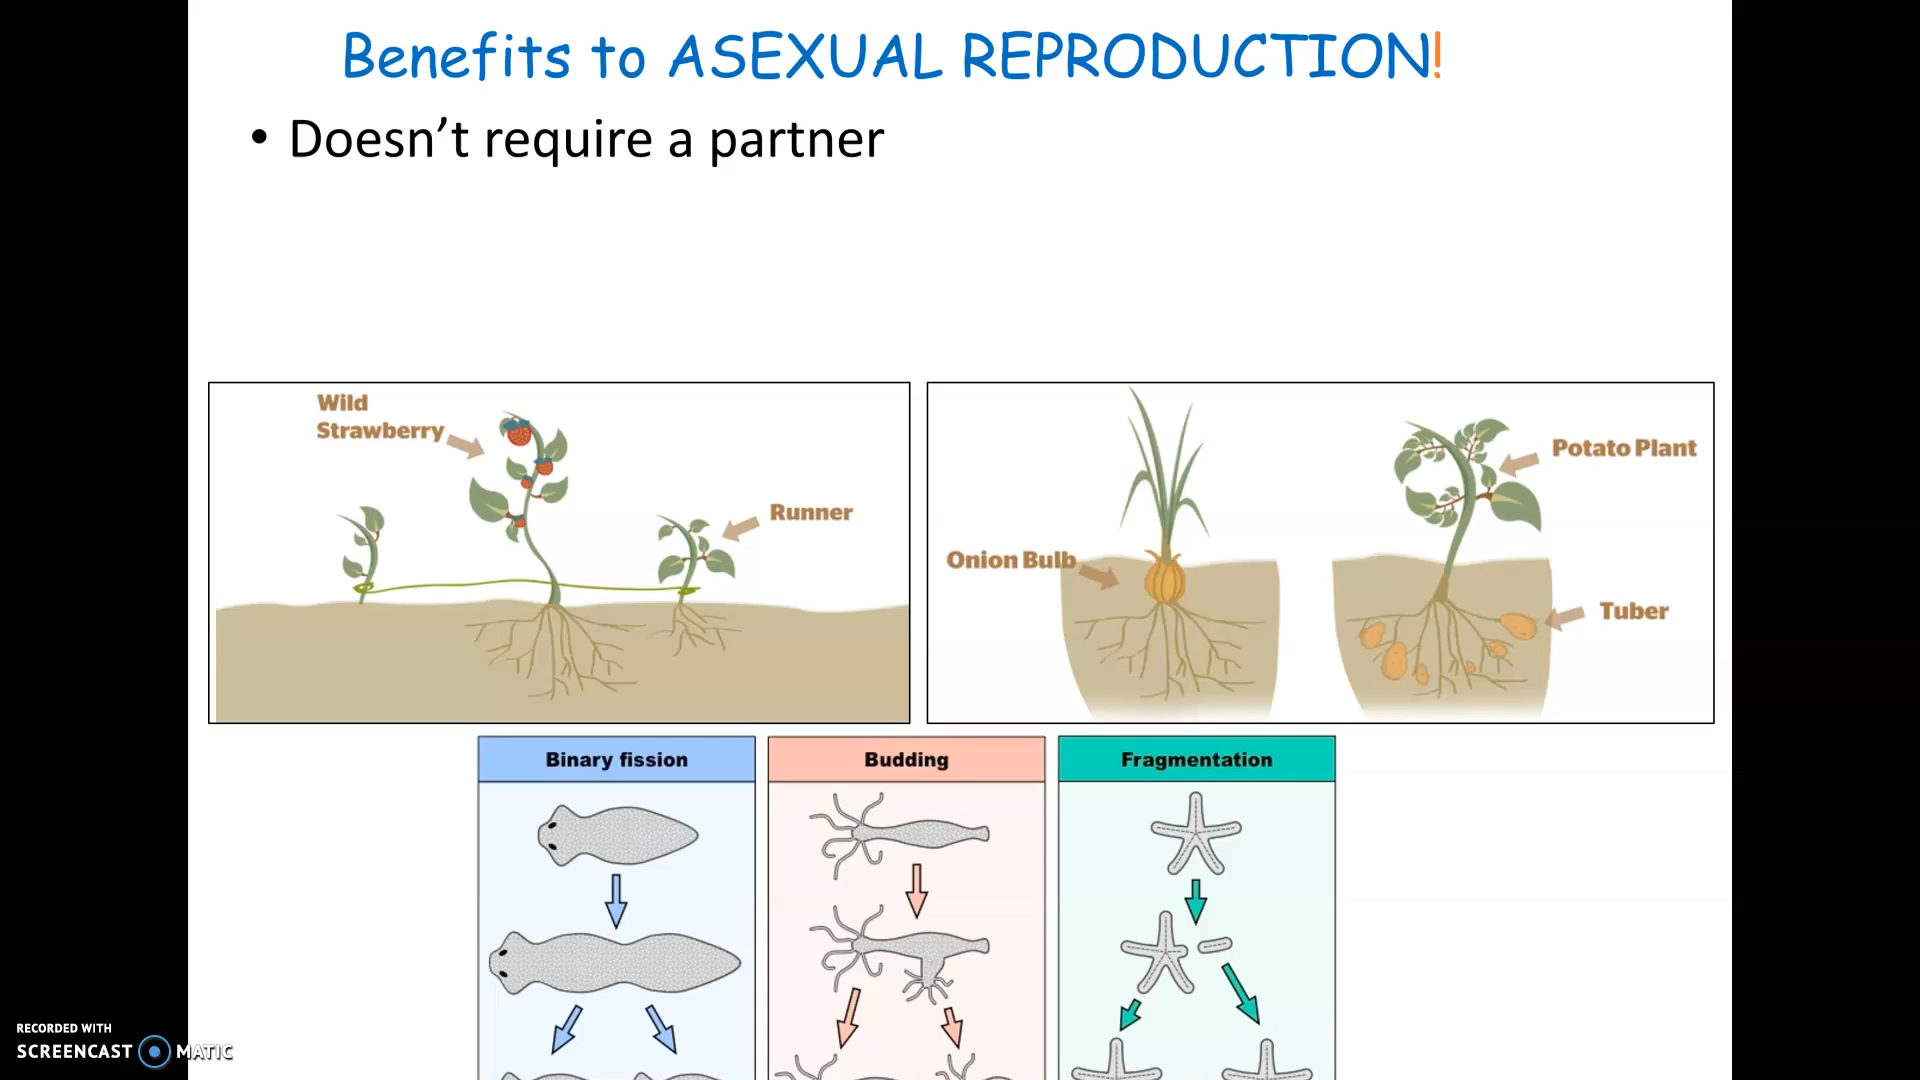 Benefits to ASEXUAL REPRODUCTION!
• Doesn’t require a partner
Wild
Strawberry
Runner
Onion Bulb
Potato Plant
Tuber
Binary fission
Budding
Fragmentation
RECORDED WITH
SCREENCAST MATIC